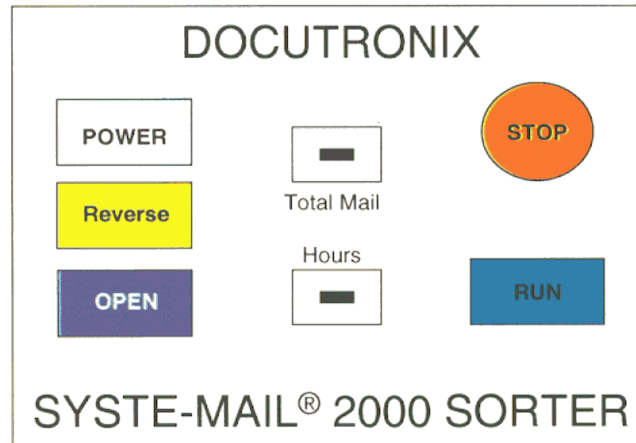 DOCUTRONIX
POWER
STOP
Total Mail
Reverse
Hours
OPEN
RUN
SYSTE-MAIL® 2000 SORTER